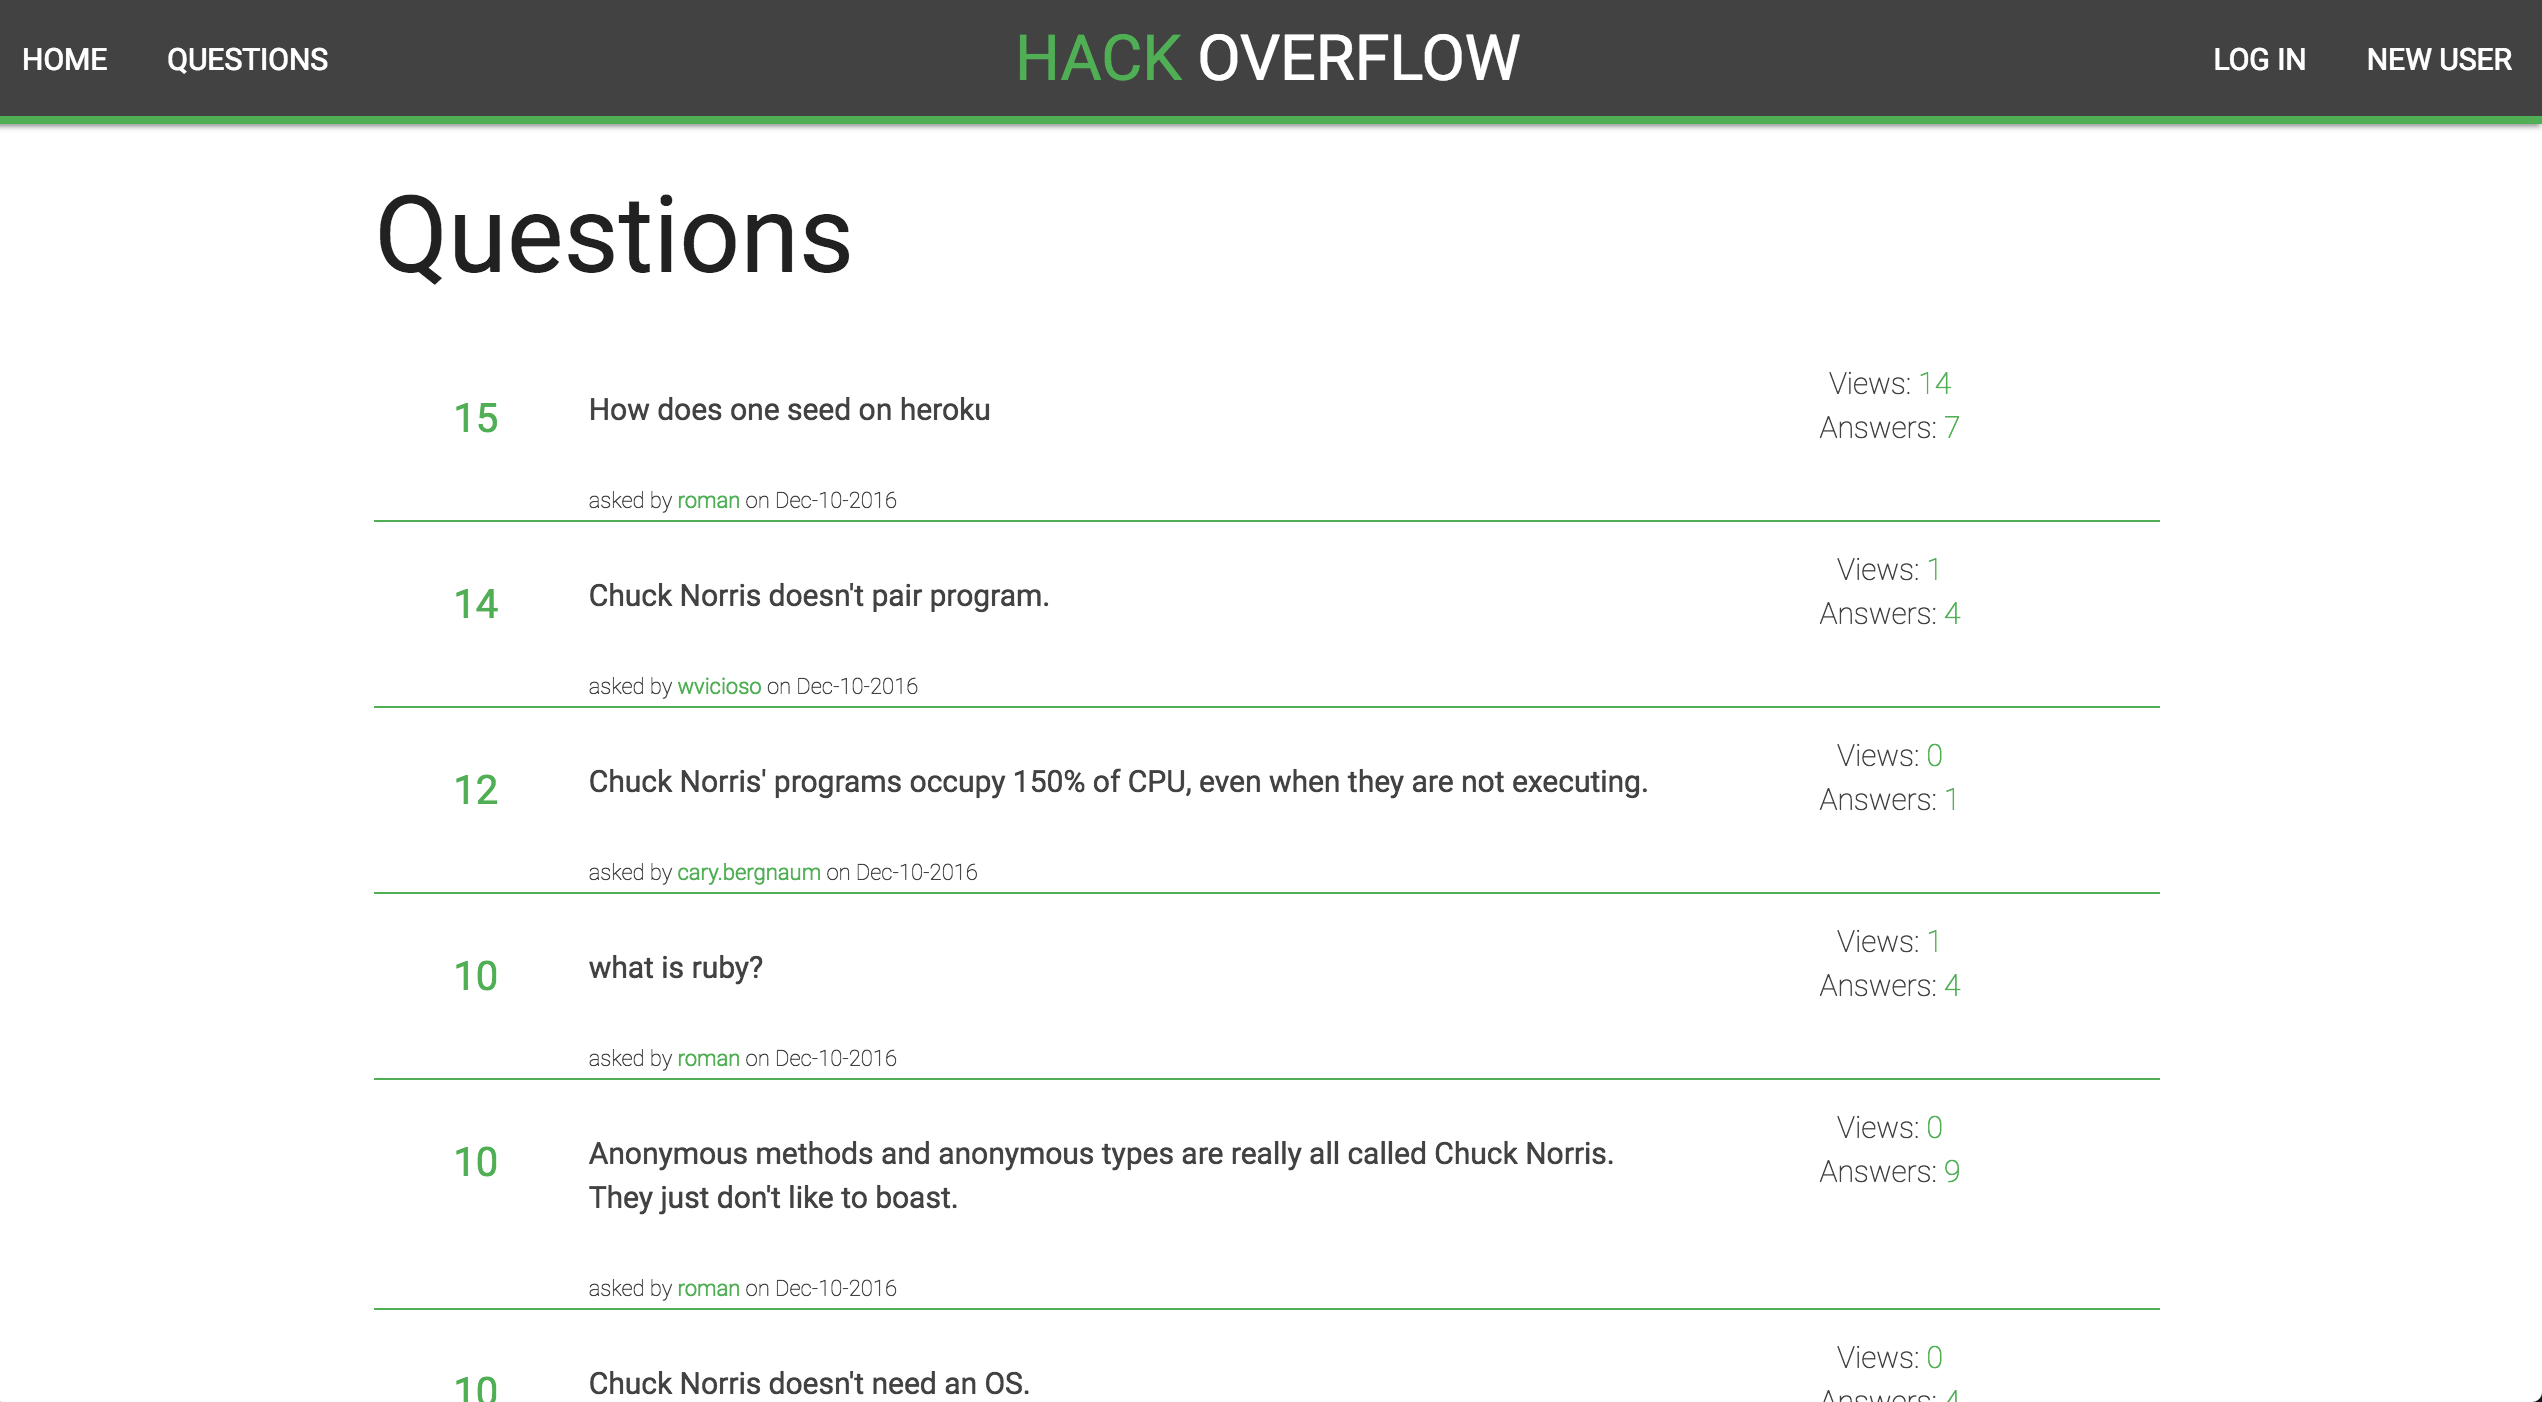 HOME QUESTIONS HACK OVERFLOW LOG IN NEW USER
Questions
15 How does one seed on heroku Views: 14
Answers: 7
asked by roman on Dec-10-2016
14 Chuck Norris doesn't pair program. Views: 1
Answers: 4
asked by wvicioso on Dec-10-2016
12 Chuck Norris' programs occupy 150% of CPU, even when they are not executing. Views: 0
Answers: 1
asked by cary.bergnaum on Dec-10-2016
10 what is ruby? Views: 1
Answers: 4
asked by roman on Dec-10-2016
10 Anonymous methods and anonymous types are really all called Chuck Norris. Views: 0
They just don't like to boast. Answers: 9
asked by roman on Dec-10-2016
10 Chuck Norris doesn't need an OS. Views: 0
Answers: 4